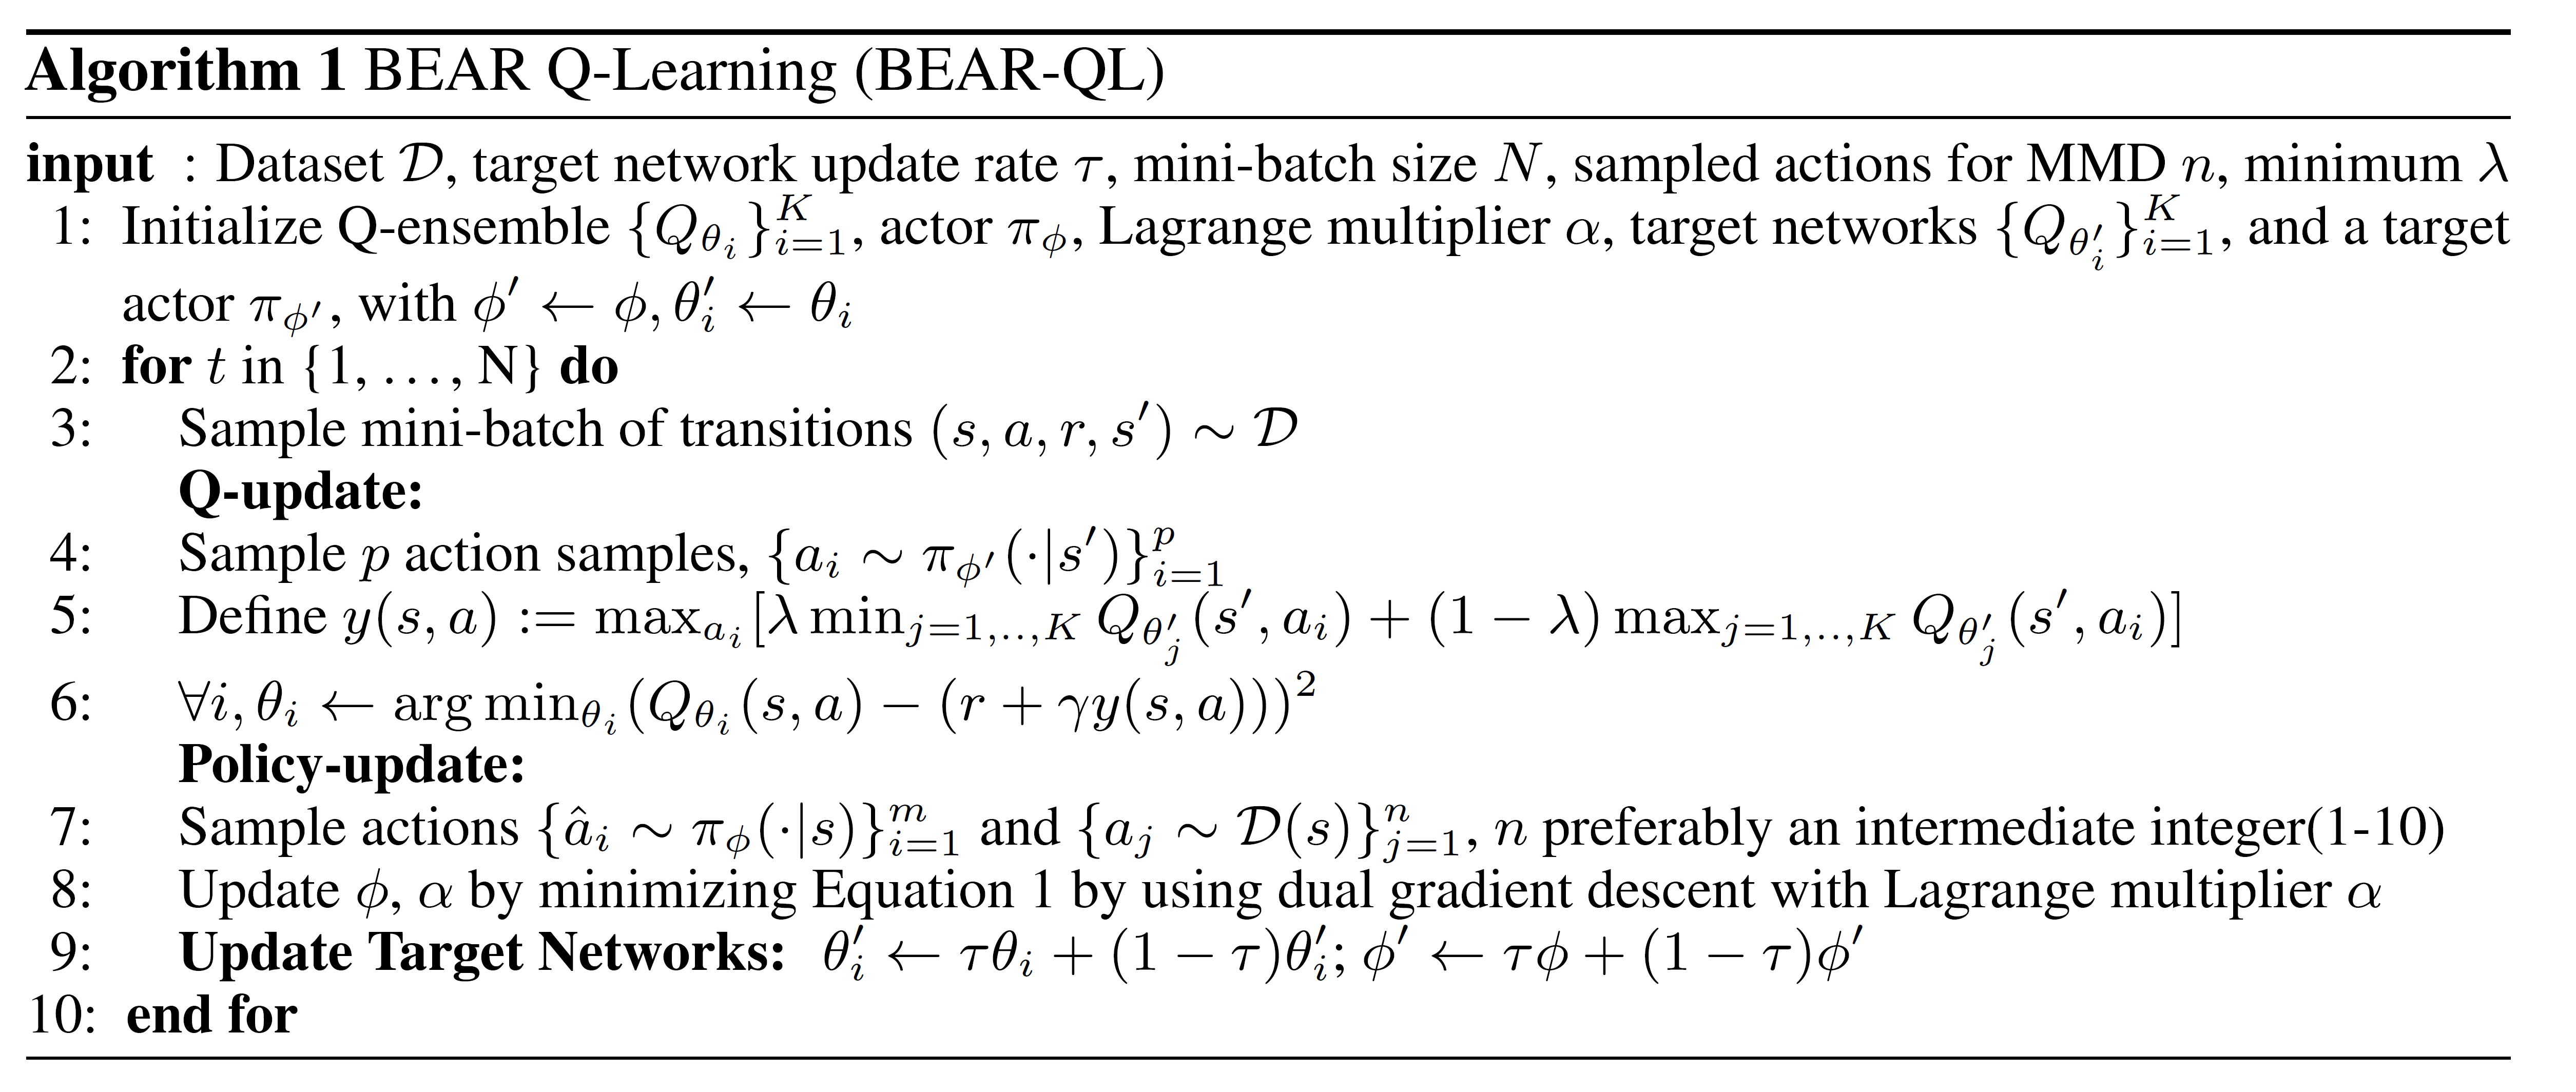 Algorithm 1 BEAR Q-Learning (BEAR-QL)
input : Dataset $\mathcal{D}$, target network update rate $\tau$, mini-batch size $N$, sampled actions for MMD $n$, minimum $\lambda$
1: Initialize Q-ensemble $\{Q_{\theta_i}\}_{i=1}^{K}$, actor $\pi_\phi$, Lagrange multiplier $\alpha$, target networks $\{Q_{\theta'_i}\}_{i=1}^{K}$, and a target
actor $\pi_{\phi'}$, with $\phi' \leftarrow \phi, \theta'_i \leftarrow \theta_i$
2: for $t$ in {1, . . . , N} do
3: Sample mini-batch of transitions $(s, a, r, s') \sim \mathcal{D}$
Q-update:
4: Sample $p$ action samples, $\{a_i \sim \pi_{\phi'}(\cdot|s')\}_{i=1}^{p}$
5: Define $y(s, a) := \max_{a_i}[\lambda \min_{j=1,..,K} Q_{\theta'_j}(s', a_i) + (1 - \lambda) \max_{j=1,..,K} Q_{\theta'_j}(s', a_i)]$
6: $\forall i, \theta_i \leftarrow \arg\min_{\theta_i}(Q_{\theta_i}(s, a) - (r + \gamma y(s, a)))^2$
Policy-update:
7: Sample actions $\{\hat{a}_i \sim \pi_\phi(\cdot|s)\}_{i=1}^{m}$ and $\{a_j \sim \mathcal{D}(s)\}_{j=1}^{n}$, $n$ preferably an intermediate integer(1-10)
8: Update $\phi$, $\alpha$ by minimizing Equation 1 by using dual gradient descent with Lagrange multiplier $\alpha$
9: Update Target Networks: $\theta'_i \leftarrow \tau\theta_i + (1 - \tau)\theta'_i$; $\phi' \leftarrow \tau\phi + (1 - \tau)\phi'$
10: end for